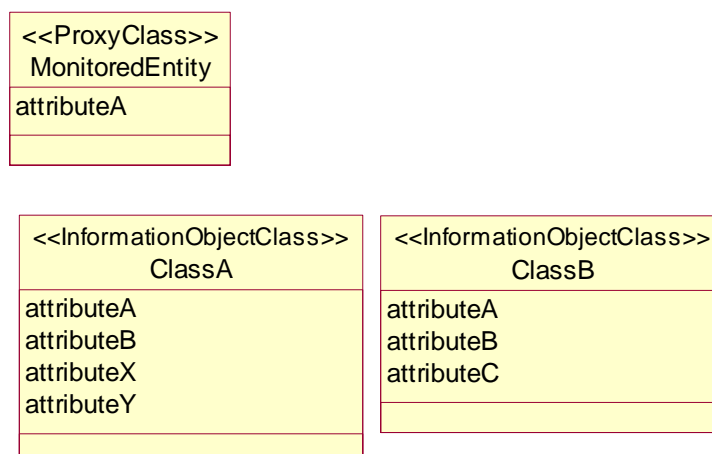 <<ProxyClass>>
MonitoredEntity
attributeA
<<InformationObjectClass>>
ClassA
attributeA
attributeB
attributeX
attributeY
<<InformationObjectClass>>
ClassB
attributeA
attributeB
attributeC